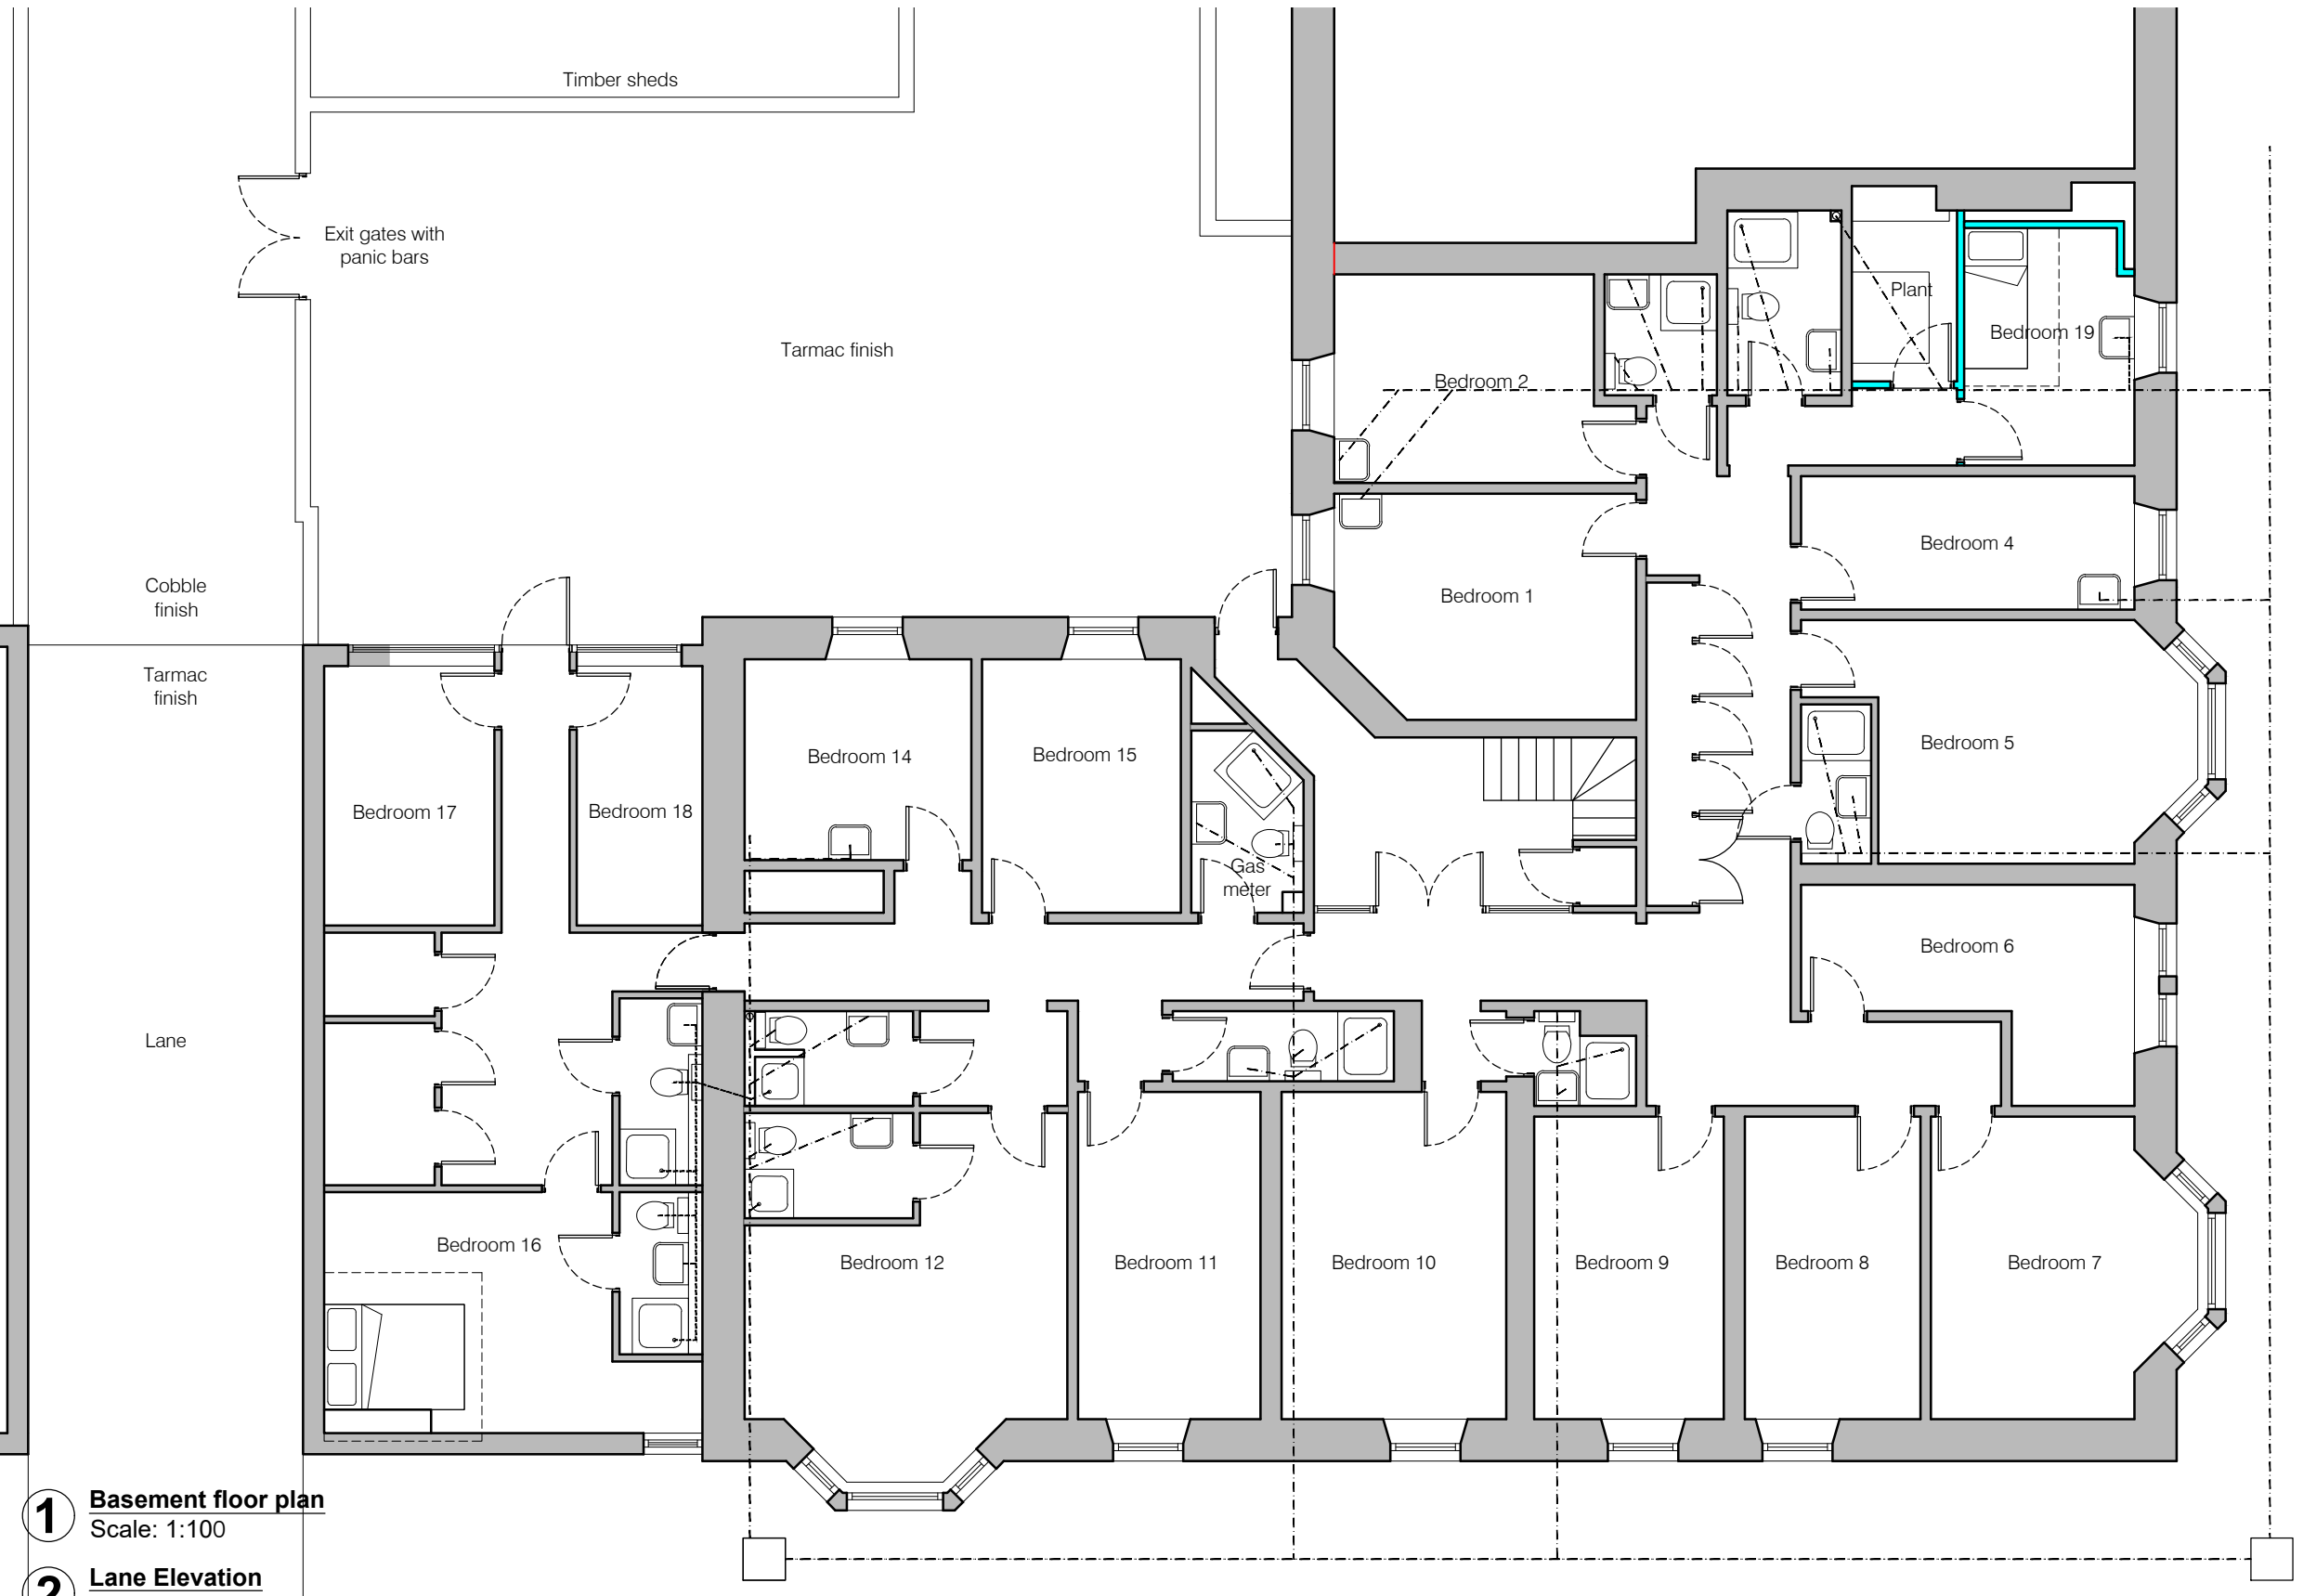 Timber sheds
Exit gates with
panic bars
Tarmac finish
Plant
Bedroom 19
Bedroom 2
Bedroom 4
Cobble
finish
Bedroom 1
Tarmac
finish
Bedroom 5
Bedroom 14
Bedroom 15
Bedroom 17
Bedroom 18
Gas
meter
Bedroom 6
Lane
Bedroom 16
Bedroom 12
Bedroom 11
Bedroom 10
Bedroom 9
Bedroom 8
Bedroom 7
1
Basement floor plan
Scale: 1:100
2
Lane Elevation